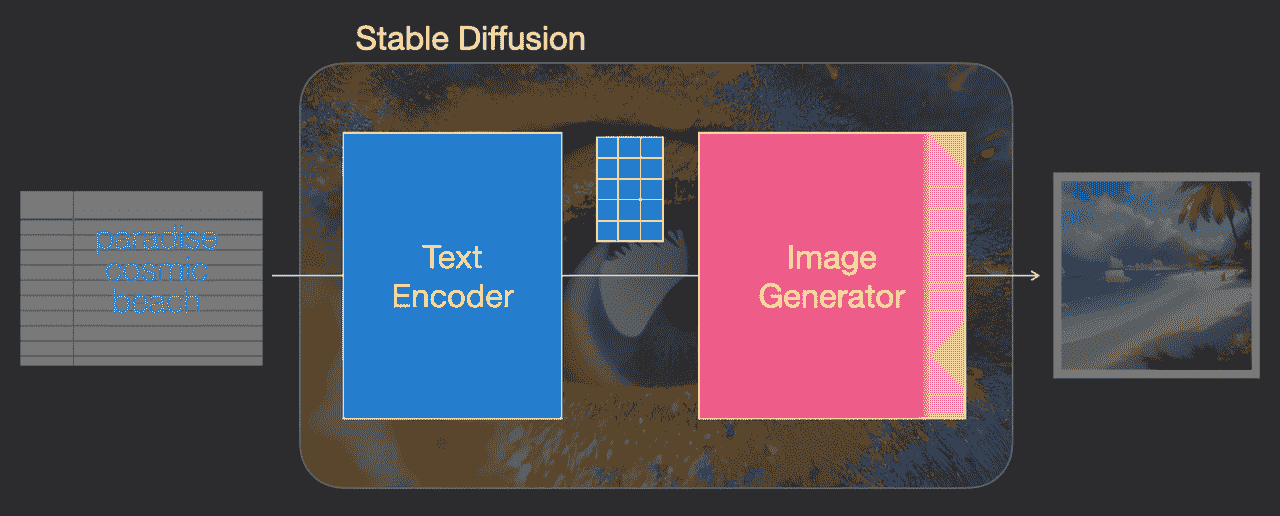 Stable Diffusion
paradise
cosmic
beach
Text
Encoder
Image
Generator